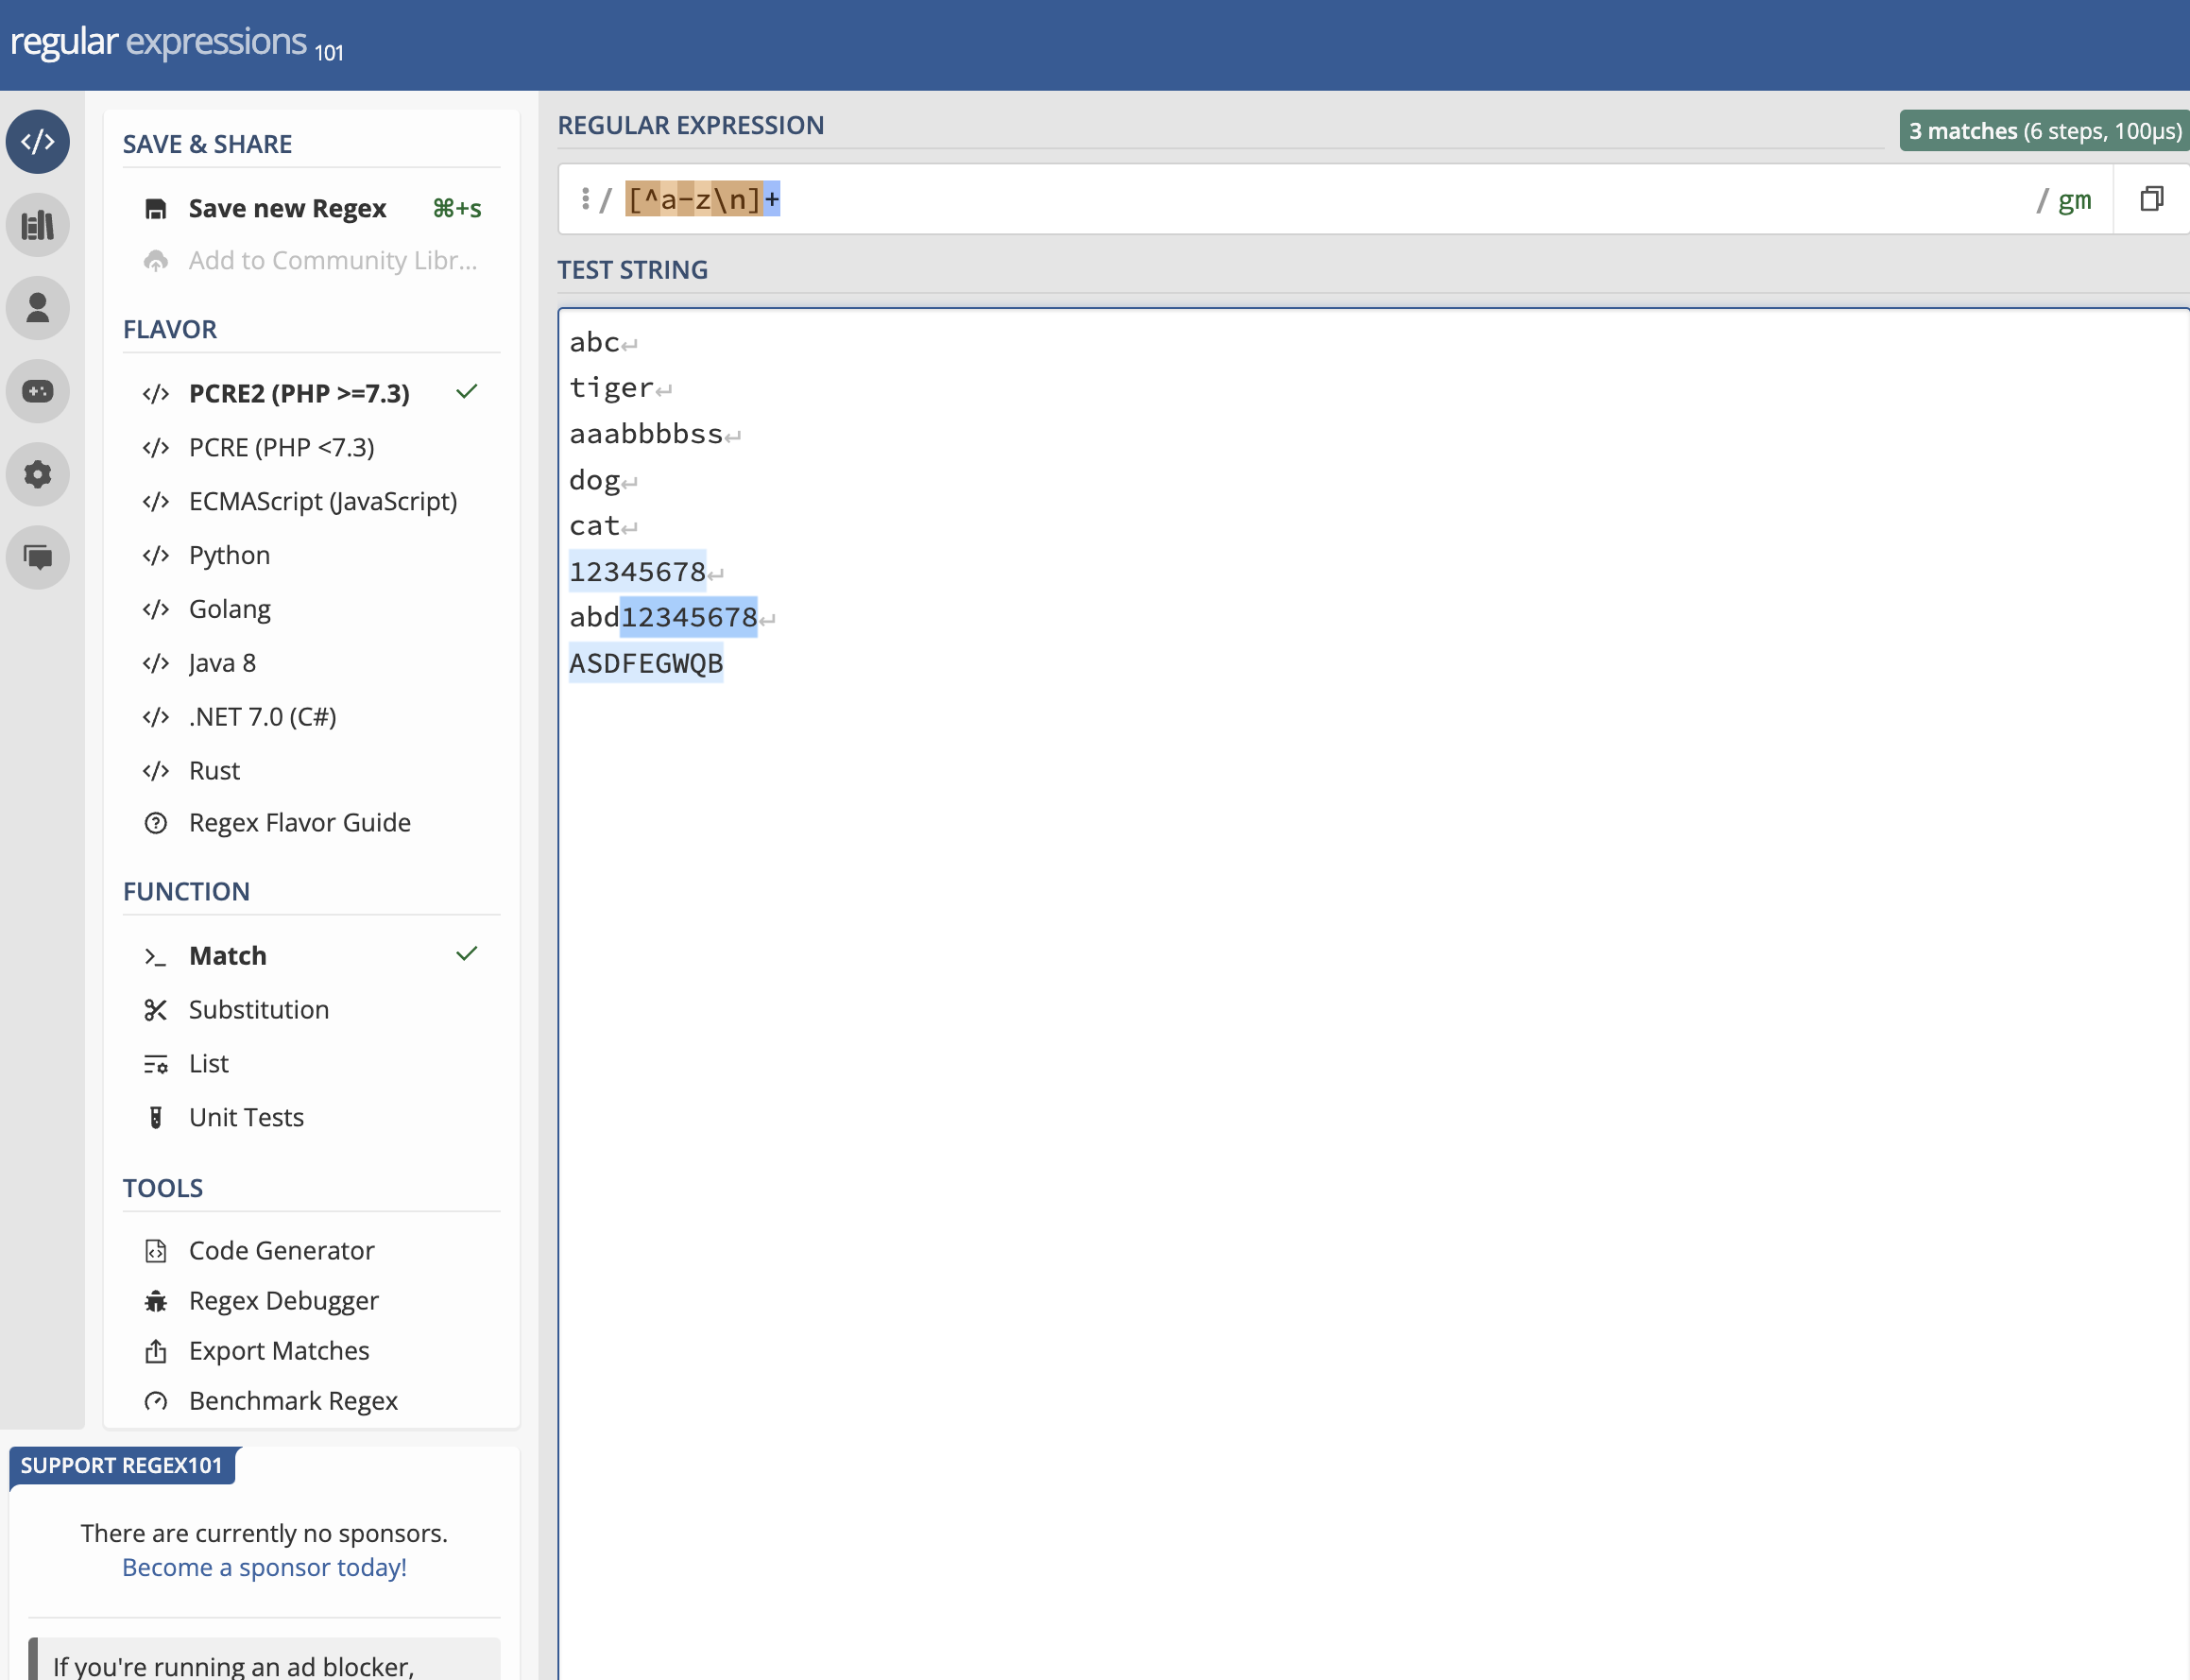 regular expressions 101
SAVE & SHARE
Save new Regex ⌘+s
Add to Community Libr...
FLAVOR
</> PCRE2 (PHP >=7.3)
</> PCRE (PHP <7.3)
</> ECMAScript (JavaScript)
</> Python
</> Golang
</> Java 8
</> .NET 7.0 (C#)
</> Rust
Regex Flavor Guide
FUNCTION
Match
Substitution
List
Unit Tests
TOOLS
Code Generator
Regex Debugger
Export Matches
Benchmark Regex
SUPPORT REGEX101
There are currently no sponsors.
Become a sponsor today!
If you're running an ad blocker,
REGULAR EXPRESSION
3 matches (6 steps, 100μs)
/ [^a-z\n]+ / gm
TEST STRING
abc↵
tiger↵
aaabbbbss↵
dog↵
cat↵
12345678↵
abd12345678↵
ASDFEGWQB